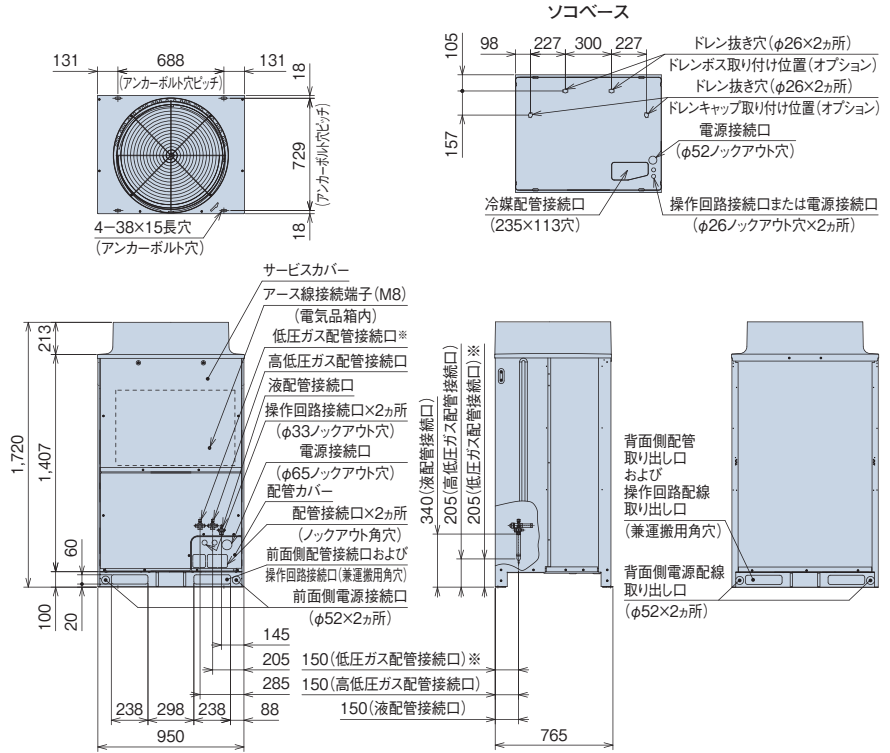 ソコベース
131
688
131
(アンカーボルト穴ピッチ)
18
729
(アンカーボルト穴ピッチ)
18
4−38×15長穴
(アンカーボルト穴)
105
98
227
300
227
157
ドレン抜き穴(φ26×2ヵ所)
ドレンボス取り付け位置(オプション)
ドレン抜き穴(φ26×2ヵ所)
ドレンキャップ取り付け位置(オプション)
電源接続口
(φ52ノックアウト穴)
冷媒配管接続口
(235×113穴)
操作回路接続口または電源接続口
(φ26ノックアウト穴×2ヵ所)
サービスカバー
アース線接続端子(M8)
(電気品箱内)
低圧ガス配管接続口※
高低圧ガス配管接続口
液配管接続口
操作回路接続口×2ヵ所
(φ33ノックアウト穴)
電源接続口
(φ65ノックアウト穴)
配管カバー
配管接続口×2ヵ所
(ノックアウト角穴)
前面側配管接続口および
操作回路接続口(兼運搬用角穴)
前面側電源接続口
(φ52×2ヵ所)
213
1,720
1,407
60
100
20
145
205
285
238
298
238
88
950
340(液配管接続口)
205(高低圧ガス配管接続口)
205(低圧ガス配管接続口)※
150(低圧ガス配管接続口)※
150(高低圧ガス配管接続口)
150(液配管接続口)
765
背面側配管
取り出し口
および
操作回路配線
取り出し口
(兼運搬用角穴)
背面側電源配線
取り出し口
(φ52×2ヵ所)